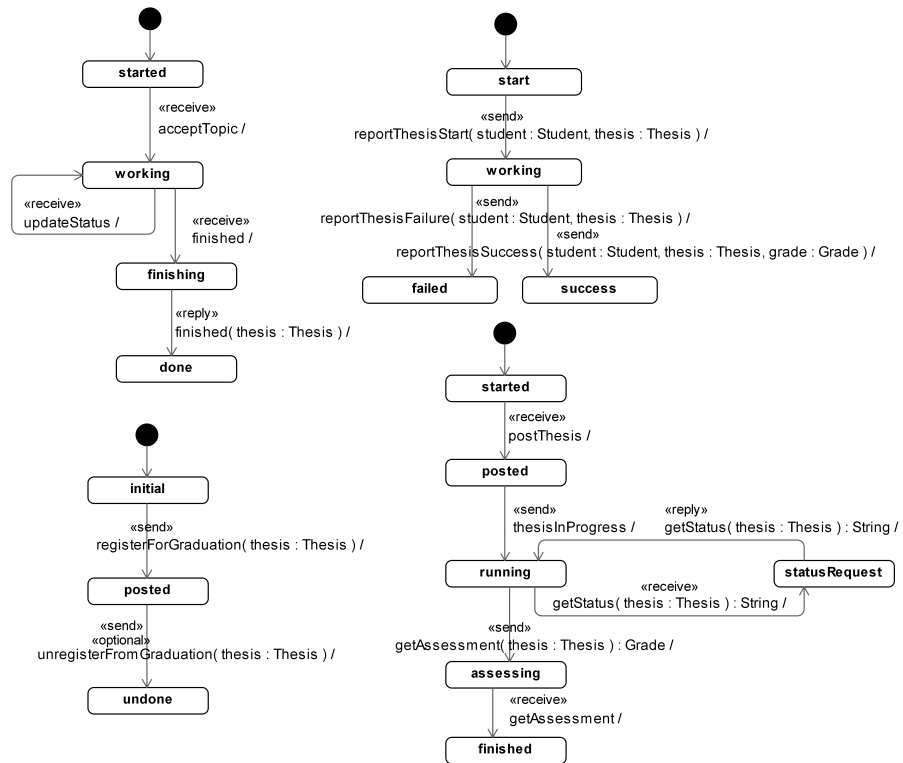 started
«receive»
acceptTopic /
working
«receive»
updateStatus /
«receive»
finished /
finishing
«reply»
finished( thesis : Thesis ) /
done
start
«send»
reportThesisStart( student : Student, thesis : Thesis ) /
working
«send»
reportThesisFailure( student : Student, thesis : Thesis ) /
«send»
reportThesisSuccess( student : Student, thesis : Thesis, grade : Grade ) /
failed
success
initial
«send»
registerForGraduation( thesis : Thesis ) /
posted
«send»
«optional»
unregisterFromGraduation( thesis : Thesis ) /
undone
started
«receive»
postThesis /
posted
«send»
thesisInProgress /
«reply»
getStatus( thesis : Thesis ) : String /
running
statusRequest
«receive»
getStatus( thesis : Thesis ) : String /
«send»
getAssessment( thesis : Thesis ) : Grade /
assessing
«receive»
getAssessment /
finished